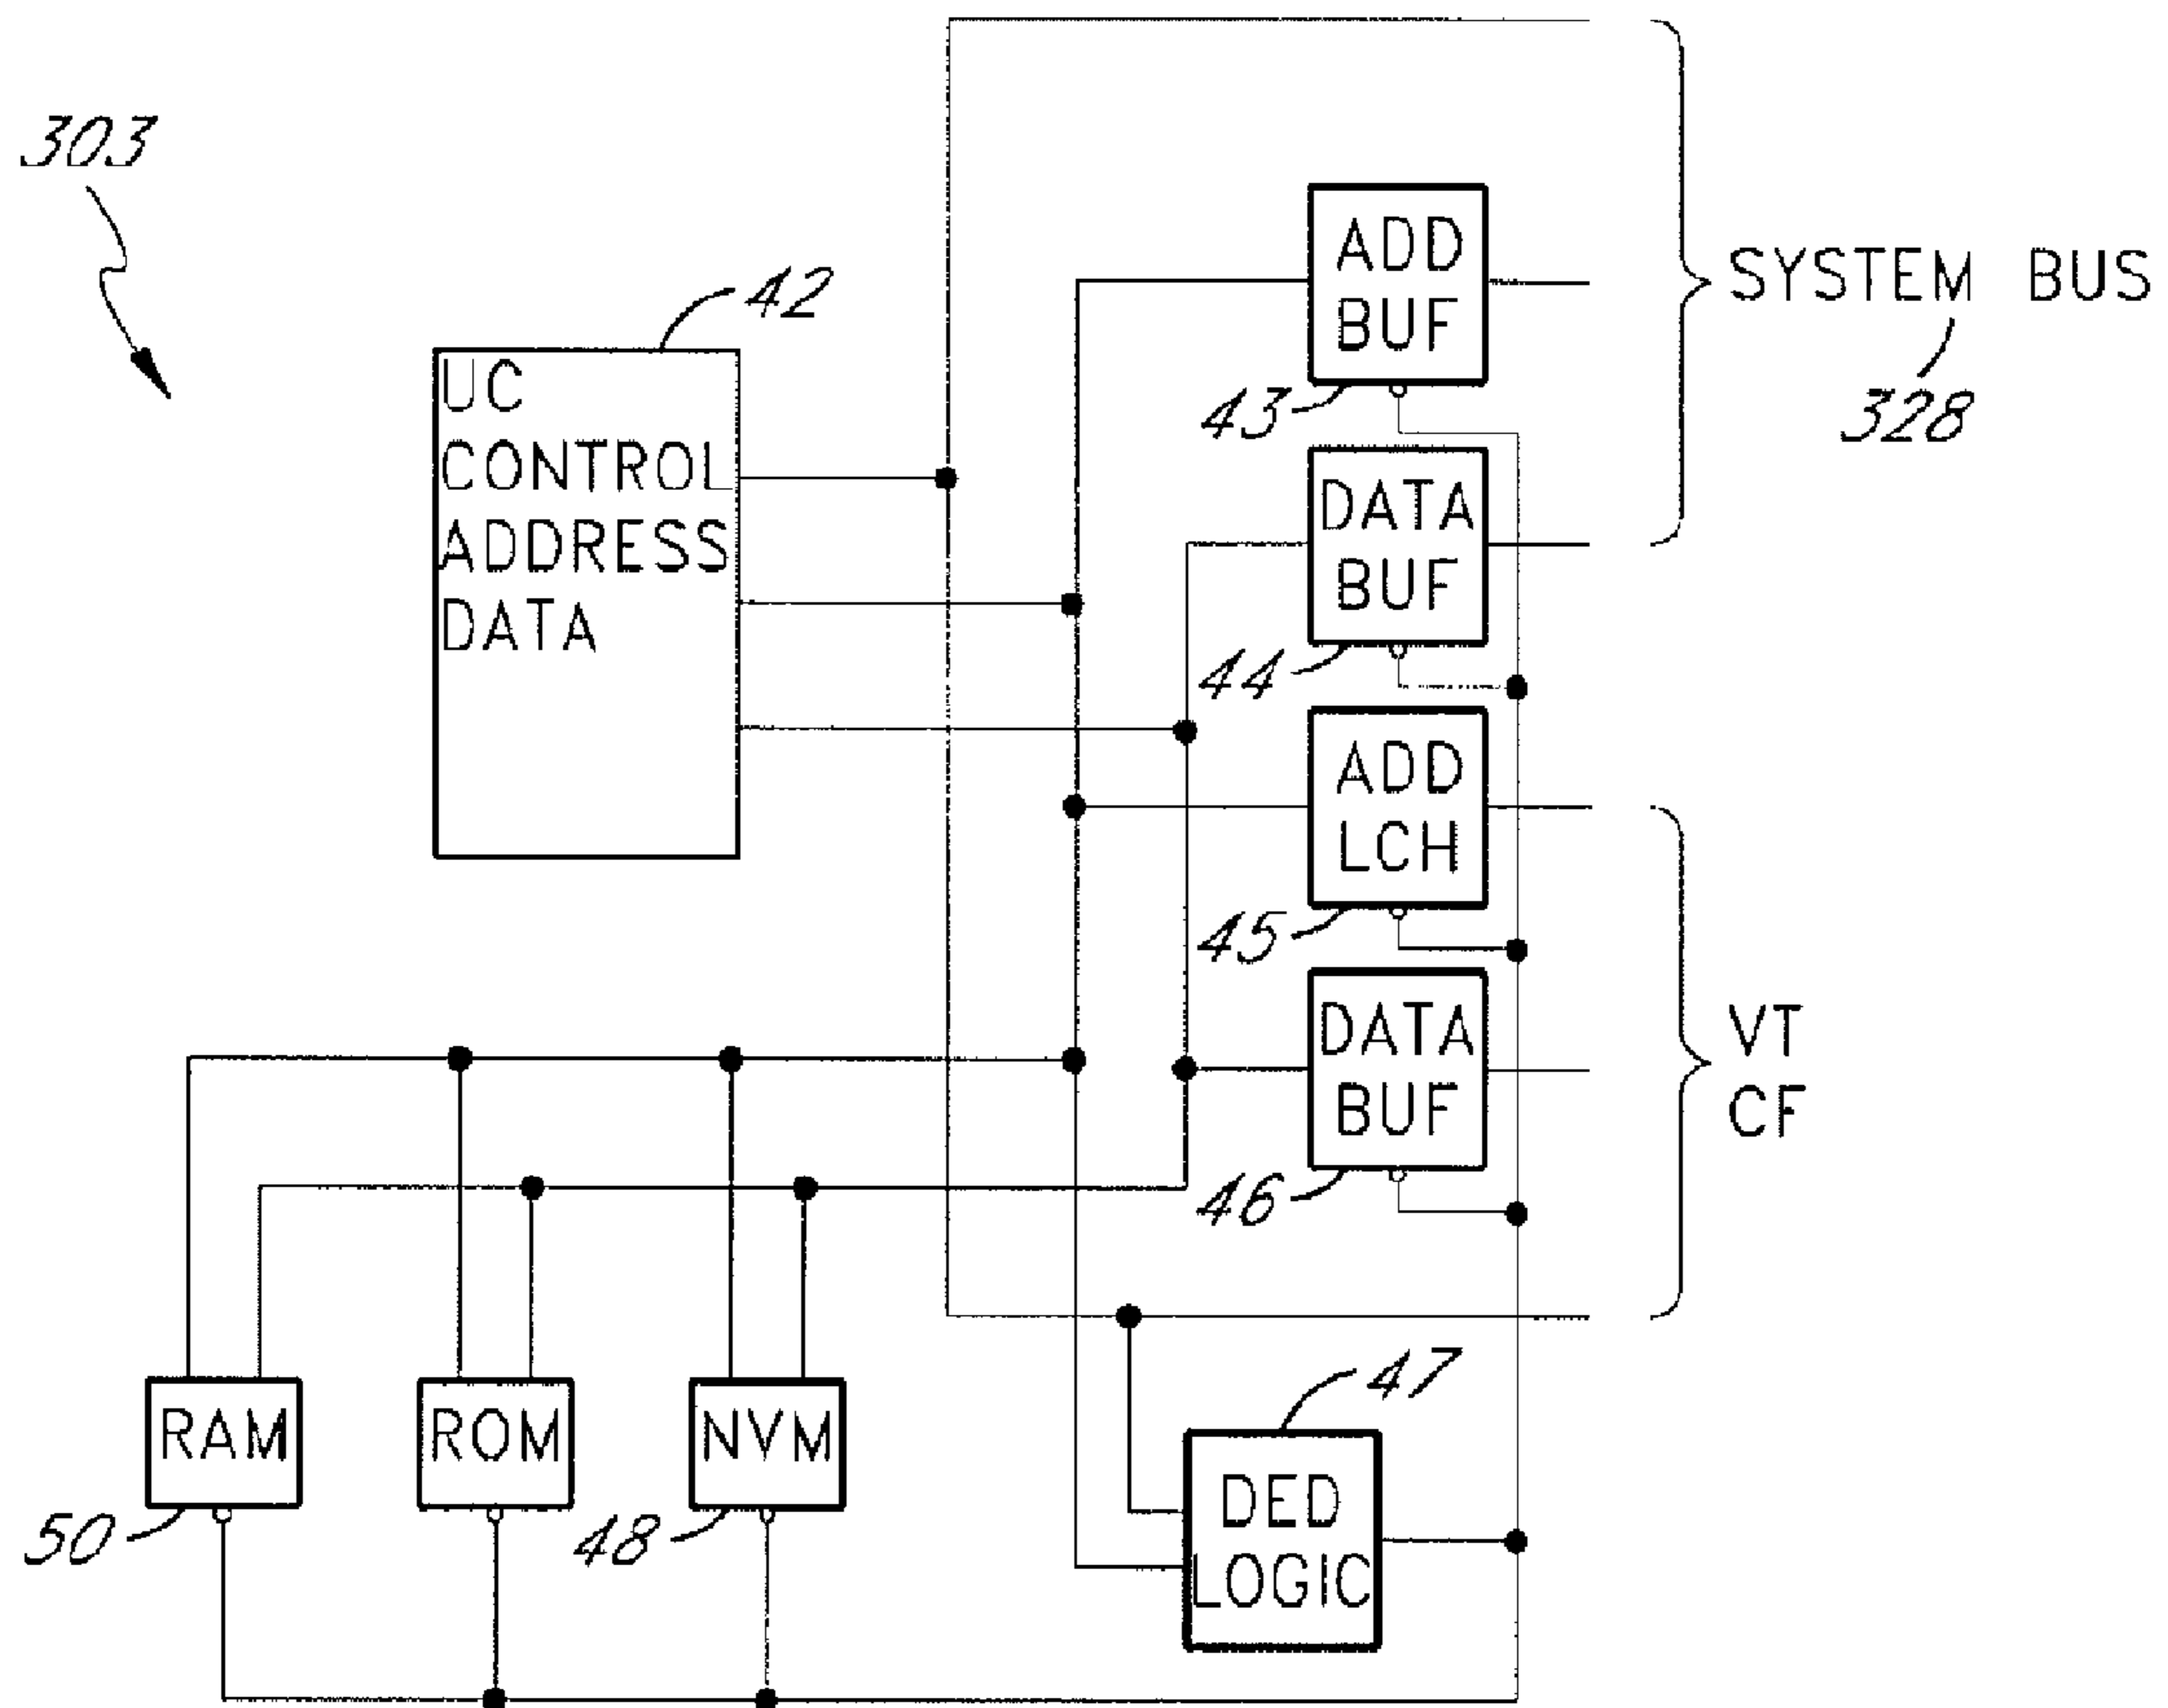 303
42
UC
CONTROL
ADDRESS
DATA
ADD
BUF
43
SYSTEM BUS
328
DATA
BUF
44
ADD
LCH
45
DATA
BUF
46
VT
CF
RAM
50
ROM
NVM
48
47
DED
LOGIC